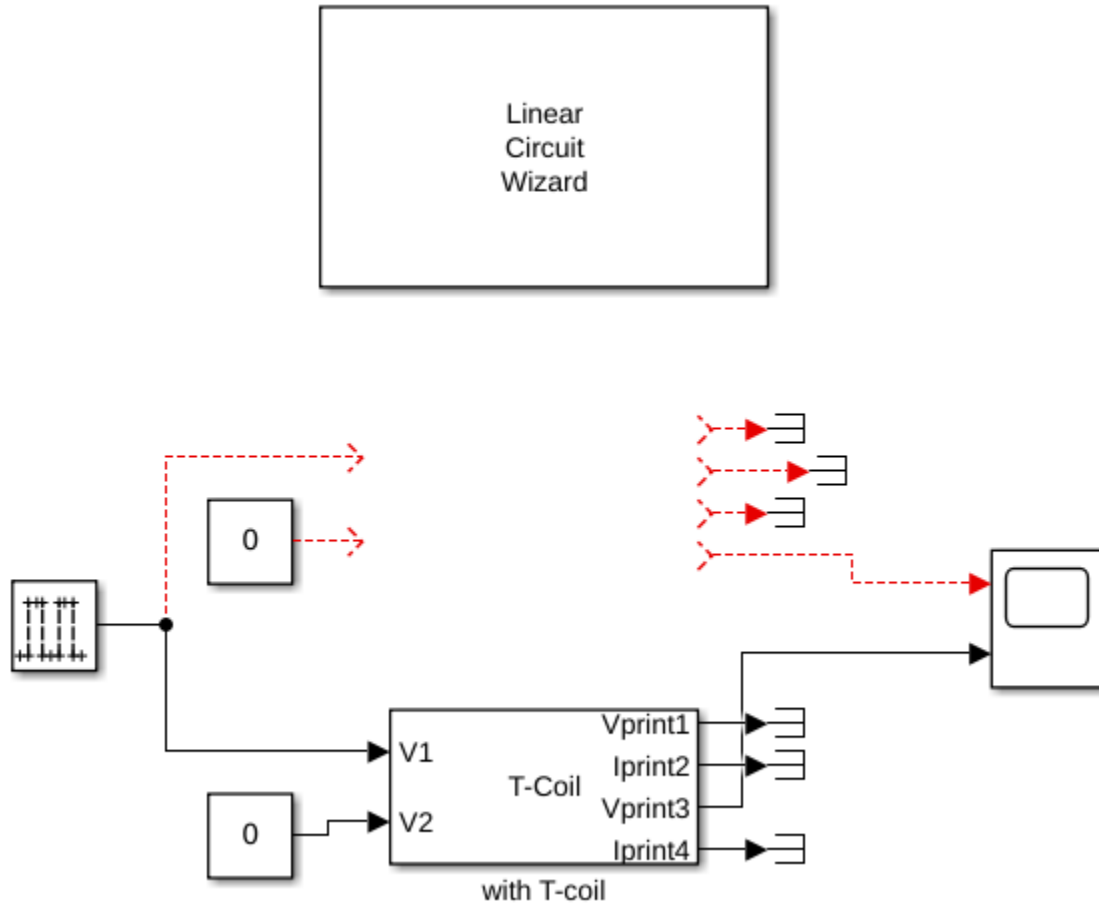 Linear
Circuit
Wizard
0
V1
V2
T-Coil
Vprint1
Iprint2
Vprint3
Iprint4
0
with T-coil